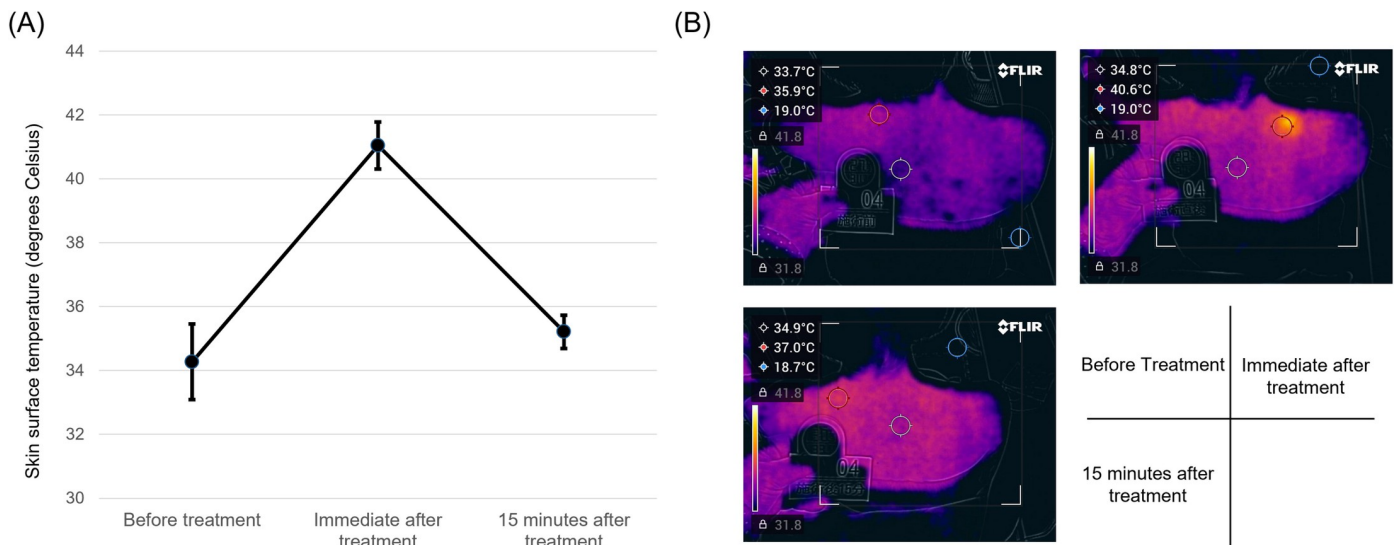 (A)
44
42
40
38
36
34
32
30
Skin surface temperature (degrees Celsius)
Before treatment
Immediate after
treatment
15 minutes after
treatment
(B)
33.7°C
35.9°C
19.0°C
41.8
31.8
FLIR
04
34.8°C
40.6°C
19.0°C
41.8
31.8
FLIR
04
34.9°C
37.0°C
18.7°C
41.8
31.8
FLIR
04
Before Treatment
Immediate after
treatment
15 minutes after
treatment